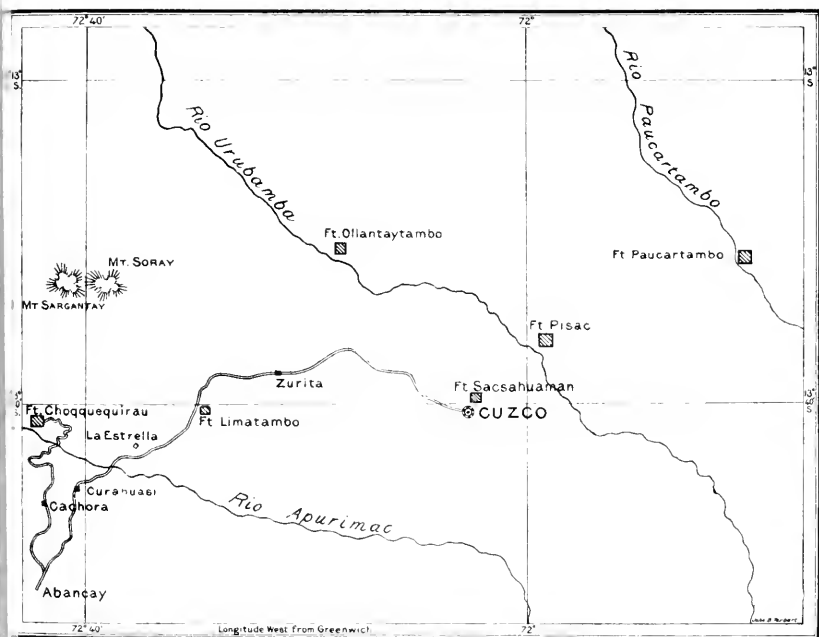 72°40'
72°
13°
S.
13°
S
Rio Urubamba
Rio Paucartambo
Ft. Ollantaytambo
Ft Paucartambo
MT. SORAY
MT SARGANTAY
Ft Pisac
Zurita
Ft Sacsahuaman
CUZCO
Ft. Choqquequirau
Ft Limatambo
La Estrella
Curahuasi
Cachora
Rio Apurimac
Abançay
72°40'
Longitude West from Greenwich
72°